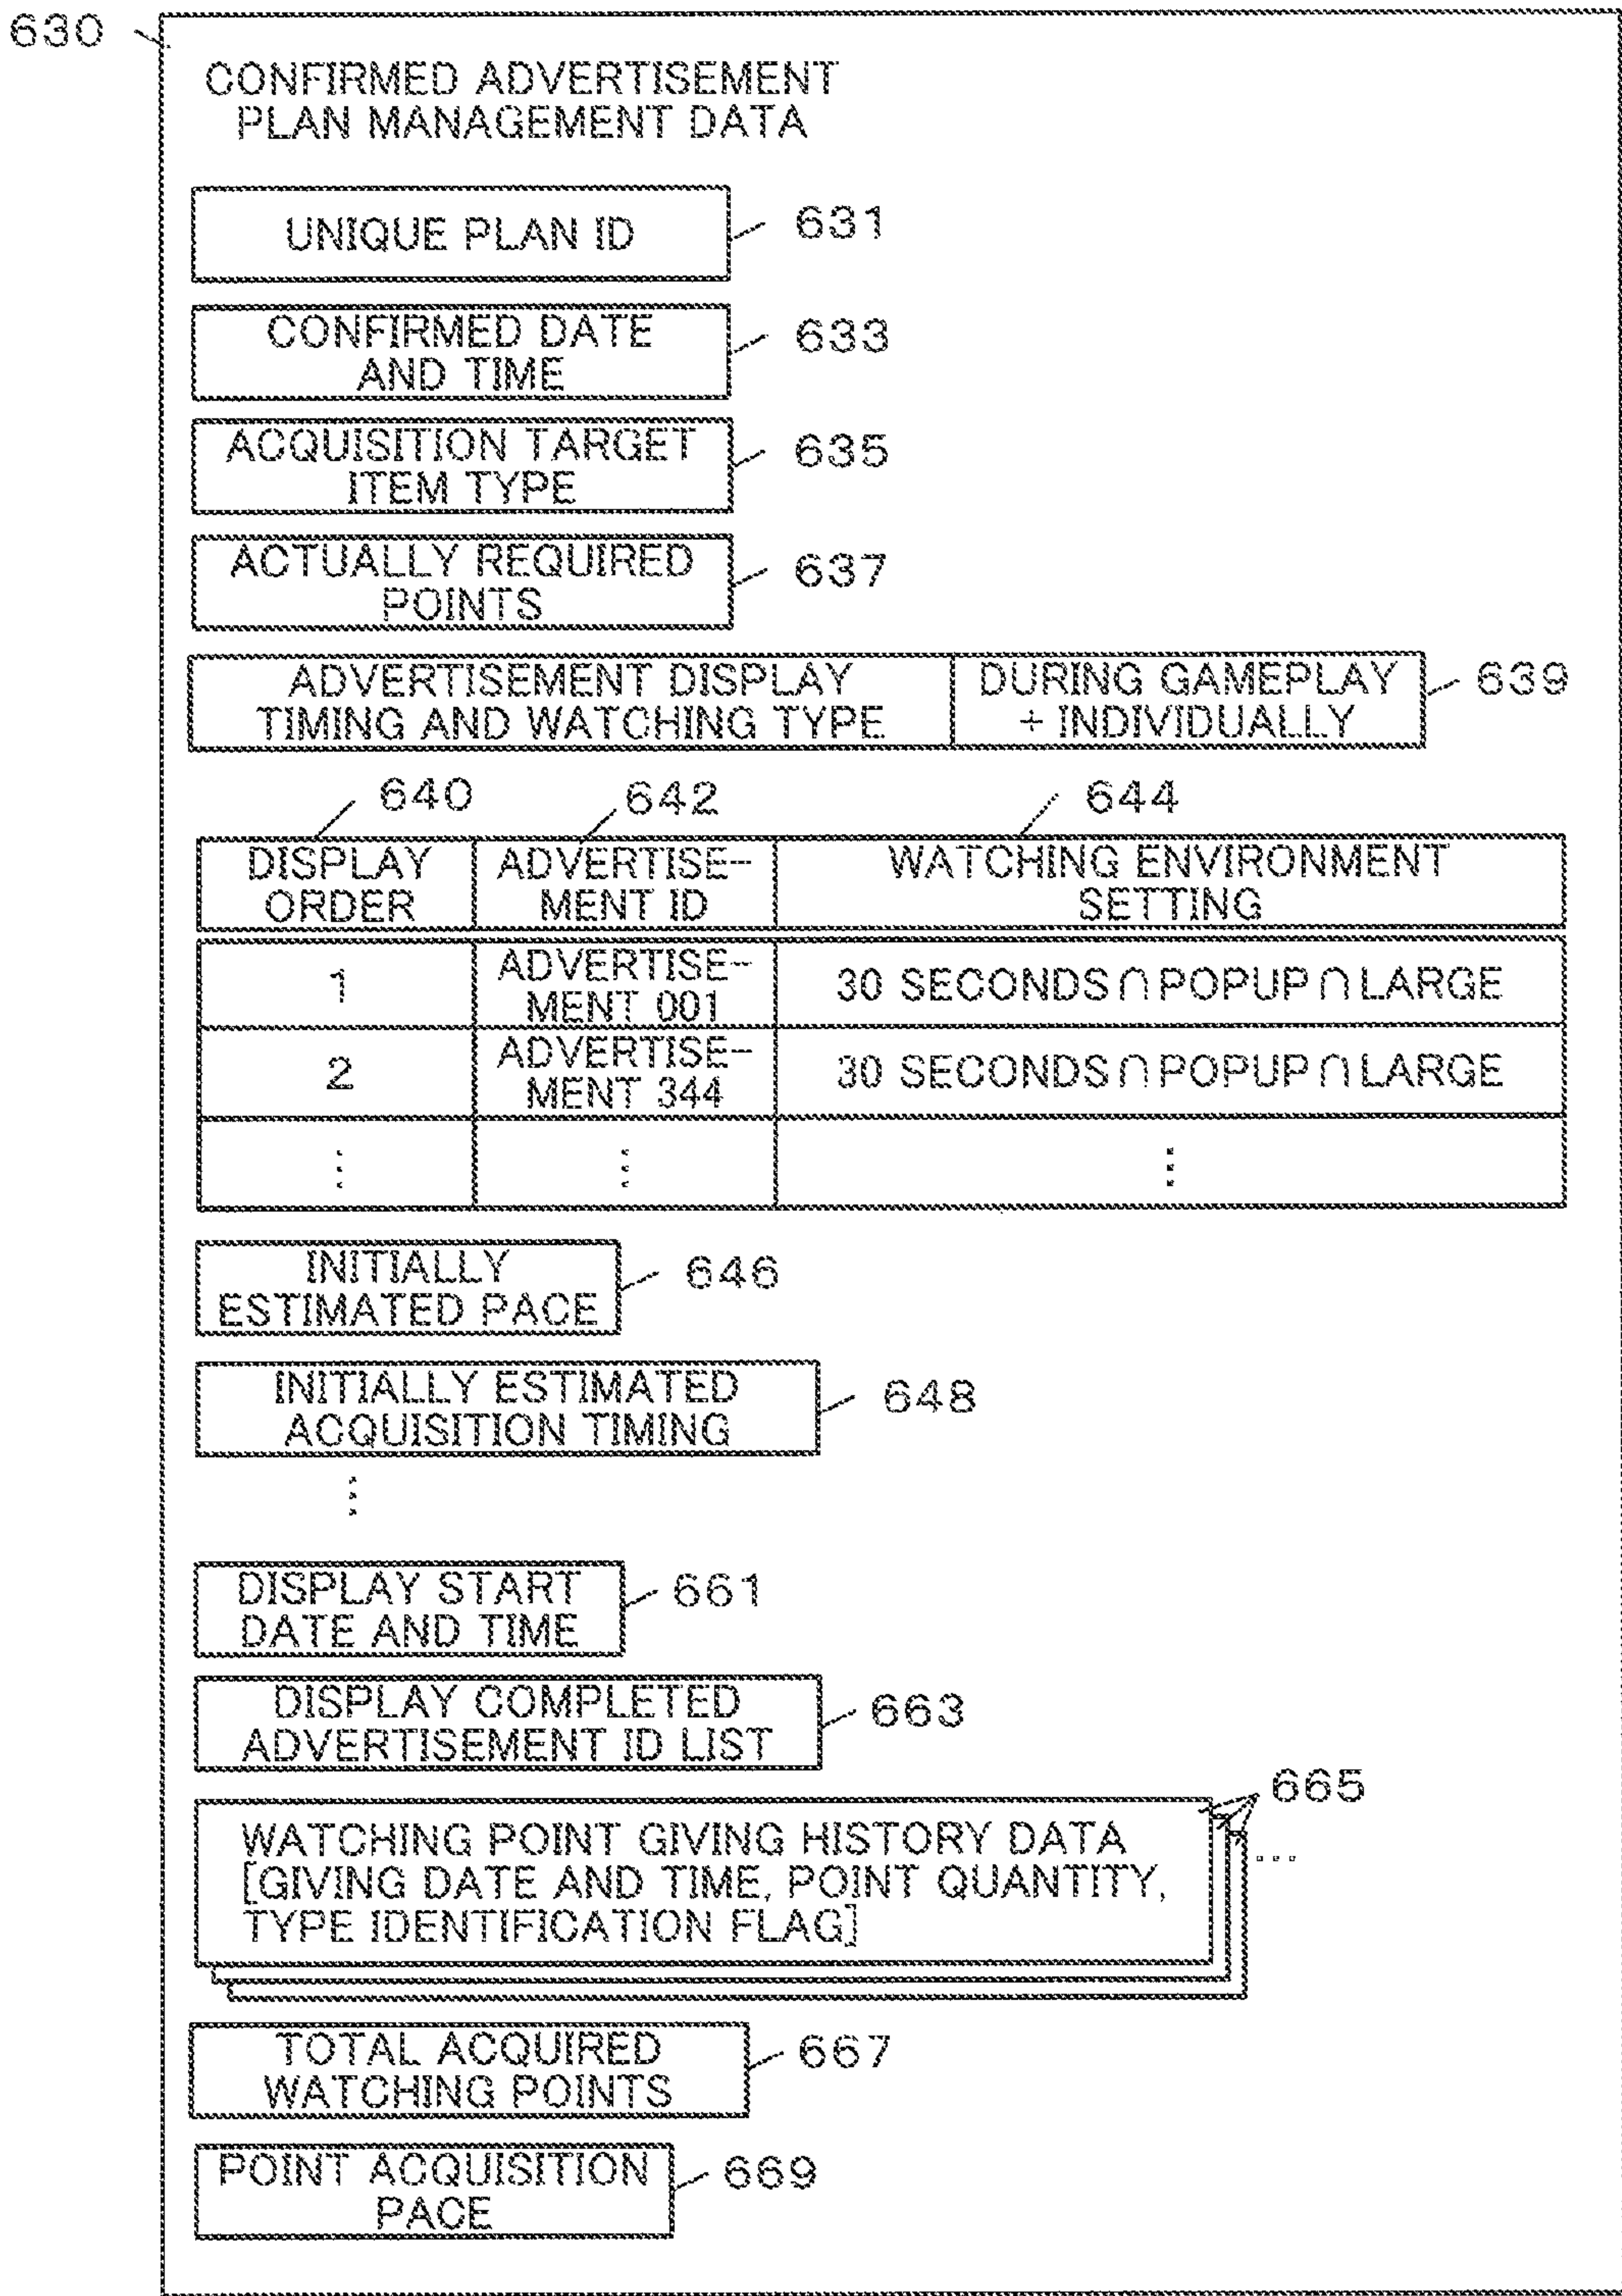 630
CONFIRMED ADVERTISEMENT
PLAN MANAGEMENT DATA
UNIQUE PLAN ID
631
CONFIRMED DATE
AND TIME
633
ACQUISITION TARGET
ITEM TYPE
635
ACTUALLY REQUIRED
POINTS
637
ADVERTISEMENT DISPLAY
TIMING AND WATCHING TYPE
DURING GAMEPLAY
+ INDIVIDUALLY
639
640
642
644
DISPLAY
ORDER
ADVERTISE-
MENT ID
WATCHING ENVIRONMENT
SETTING
1
ADVERTISE-
MENT 001
30 SECONDS∩POPUP∩LARGE
2
ADVERTISE-
MENT 344
30 SECONDS∩POPUP∩LARGE
INITIALLY
ESTIMATED PACE
646
INITIALLY ESTIMATED
ACQUISITION TIMING
648
DISPLAY START
DATE AND TIME
661
DISPLAY COMPLETED
ADVERTISEMENT ID LIST
663
665
WATCHING POINT GIVING HISTORY DATA
[GIVING DATE AND TIME, POINT QUANTITY,
TYPE IDENTIFICATION FLAG]
...
TOTAL ACQUIRED
WATCHING POINTS
667
POINT ACQUISITION
PACE
669